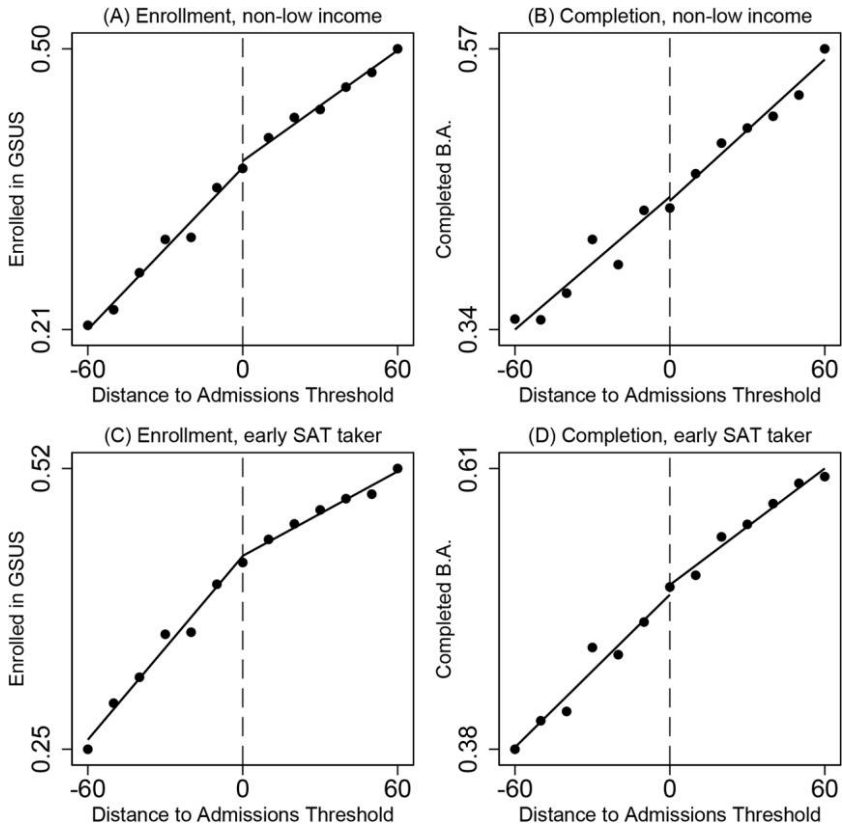 (A) Enrollment, non-low income
0.50
Enrolled in GSUS
0.21
-60 0 60
Distance to Admissions Threshold
(B) Completion, non-low income
0.57
Completed B.A.
0.34
-60 0 60
Distance to Admissions Threshold
(C) Enrollment, early SAT taker
0.52
Enrolled in GSUS
0.25
-60 0 60
Distance to Admissions Threshold
(D) Completion, early SAT taker
0.61
Completed B.A.
0.38
-60 0 60
Distance to Admissions Threshold